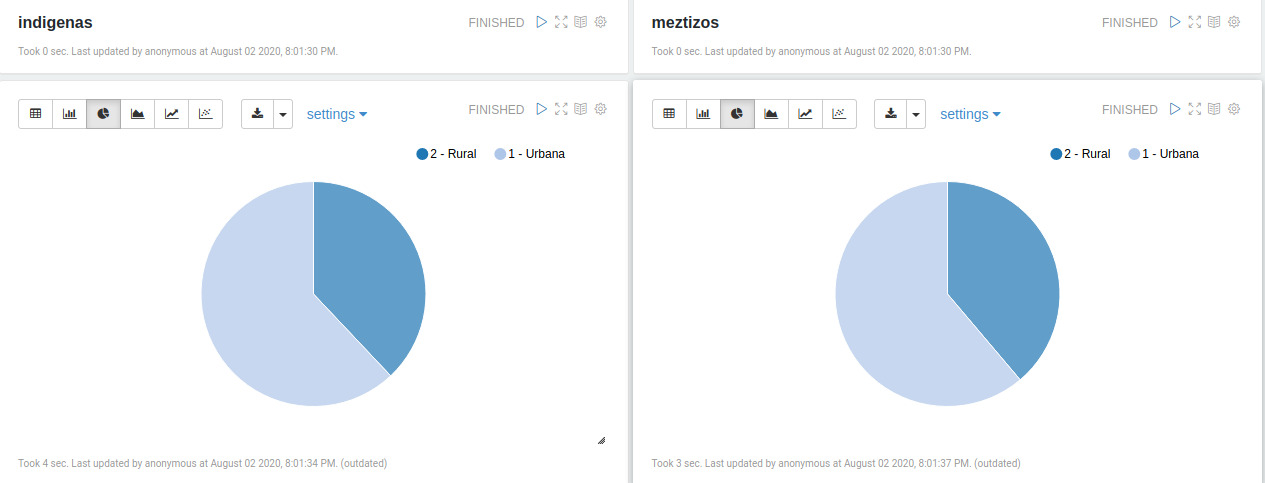 indigenas
FINISHED
Took 0 sec. Last updated by anonymous at August 02 2020, 8:01:30 PM.
settings
FINISHED
2 - Rural
1 - Urbana
Took 4 sec. Last updated by anonymous at August 02 2020, 8:01:34 PM. (outdated)
meztizos
FINISHED
Took 0 sec. Last updated by anonymous at August 02 2020, 8:01:30 PM.
settings
FINISHED
2 - Rural
1 - Urbana
Took 3 sec. Last updated by anonymous at August 02 2020, 8:01:37 PM. (outdated)